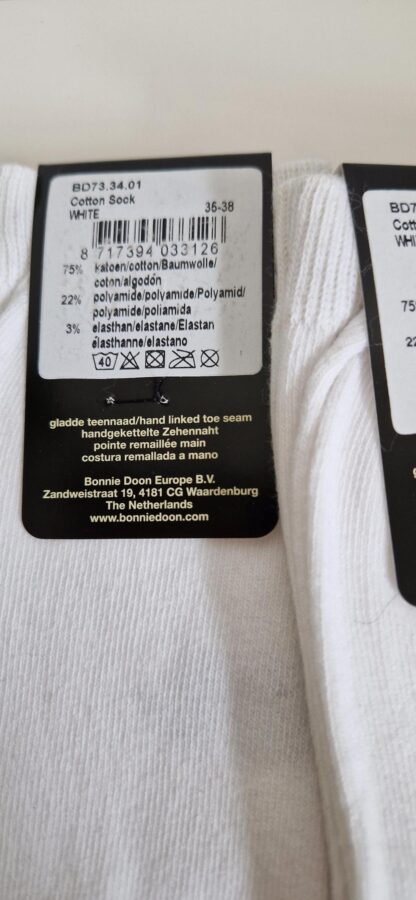 BD73.34.01
Cotton Sock
WHITE 35-38
8 717394 033126
75% katoen/cotton/Baumwolle/
coton/algodón
22% polyamide/polyamide/Polyamid/
polyamide/poliamida
3% elasthan/elastane/Elastan
élasthanne/elastano
40
gladde teennaad/hand linked toe seam
handgekettelte Zehennaht
pointe remaillée main
costura remallada a mano
Bonnie Doon Europe B.V.
Zandweistraat 19, 4181 CG Waardenburg
The Netherlands
www.bonniedoon.com
BD7
Cott
WHI
75
22